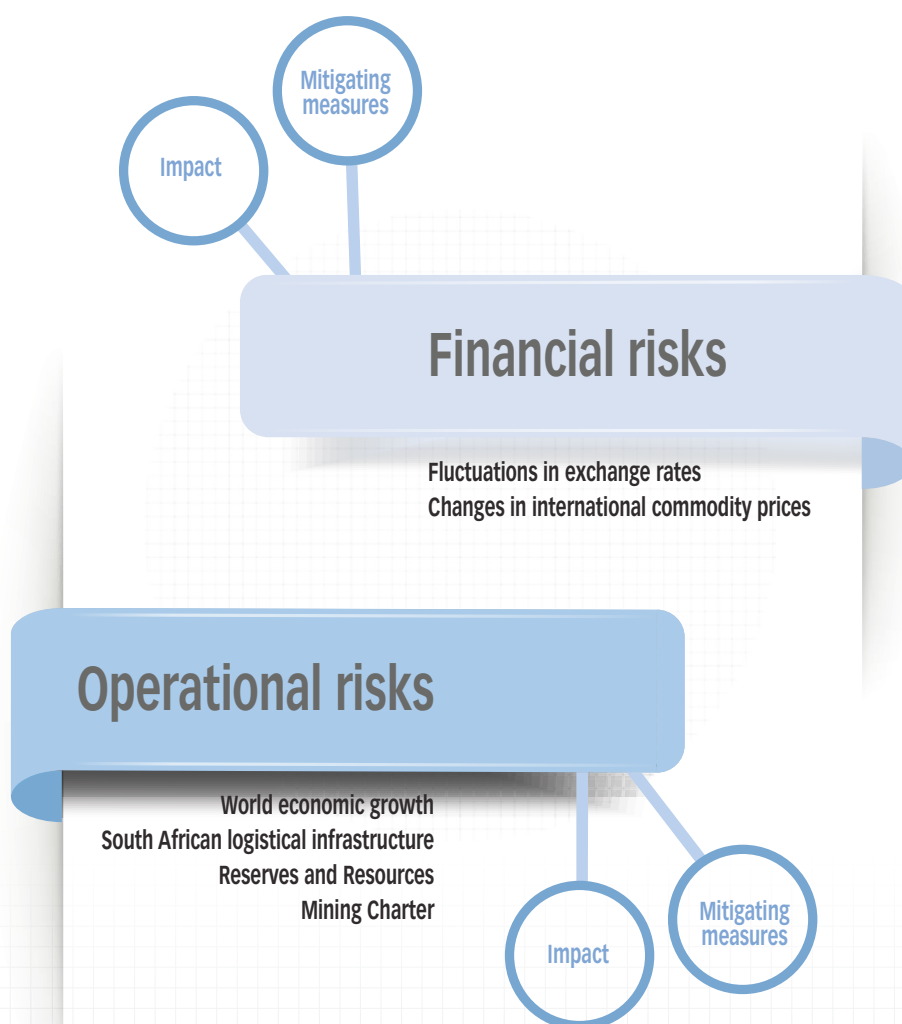 Mitigating
measures
Impact
Financial risks
Fluctuations in exchange rates
Changes in international commodity prices
Operational risks
World economic growth
South African logistical infrastructure
Reserves and Resources
Mining Charter
Impact
Mitigating
measures